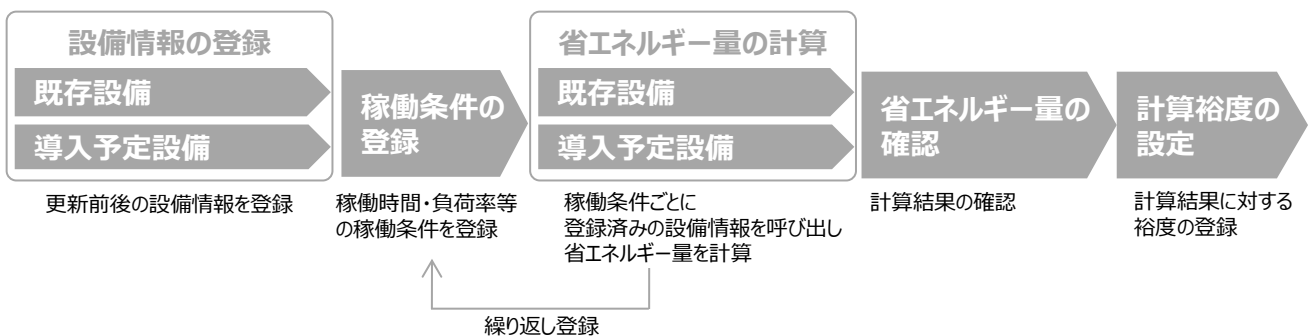 設備情報の登録
既存設備
導入予定設備
更新前後の設備情報を登録
稼働条件の
登録
稼働時間・負荷率等
の稼働条件を登録
省エネルギー量の計算
既存設備
導入予定設備
稼働条件ごとに
登録済みの設備情報を呼び出し
省エネルギー量を計算
繰り返し登録
省エネルギー量の
確認
計算結果の確認
計算裕度の
設定
計算結果に対する
裕度の登録